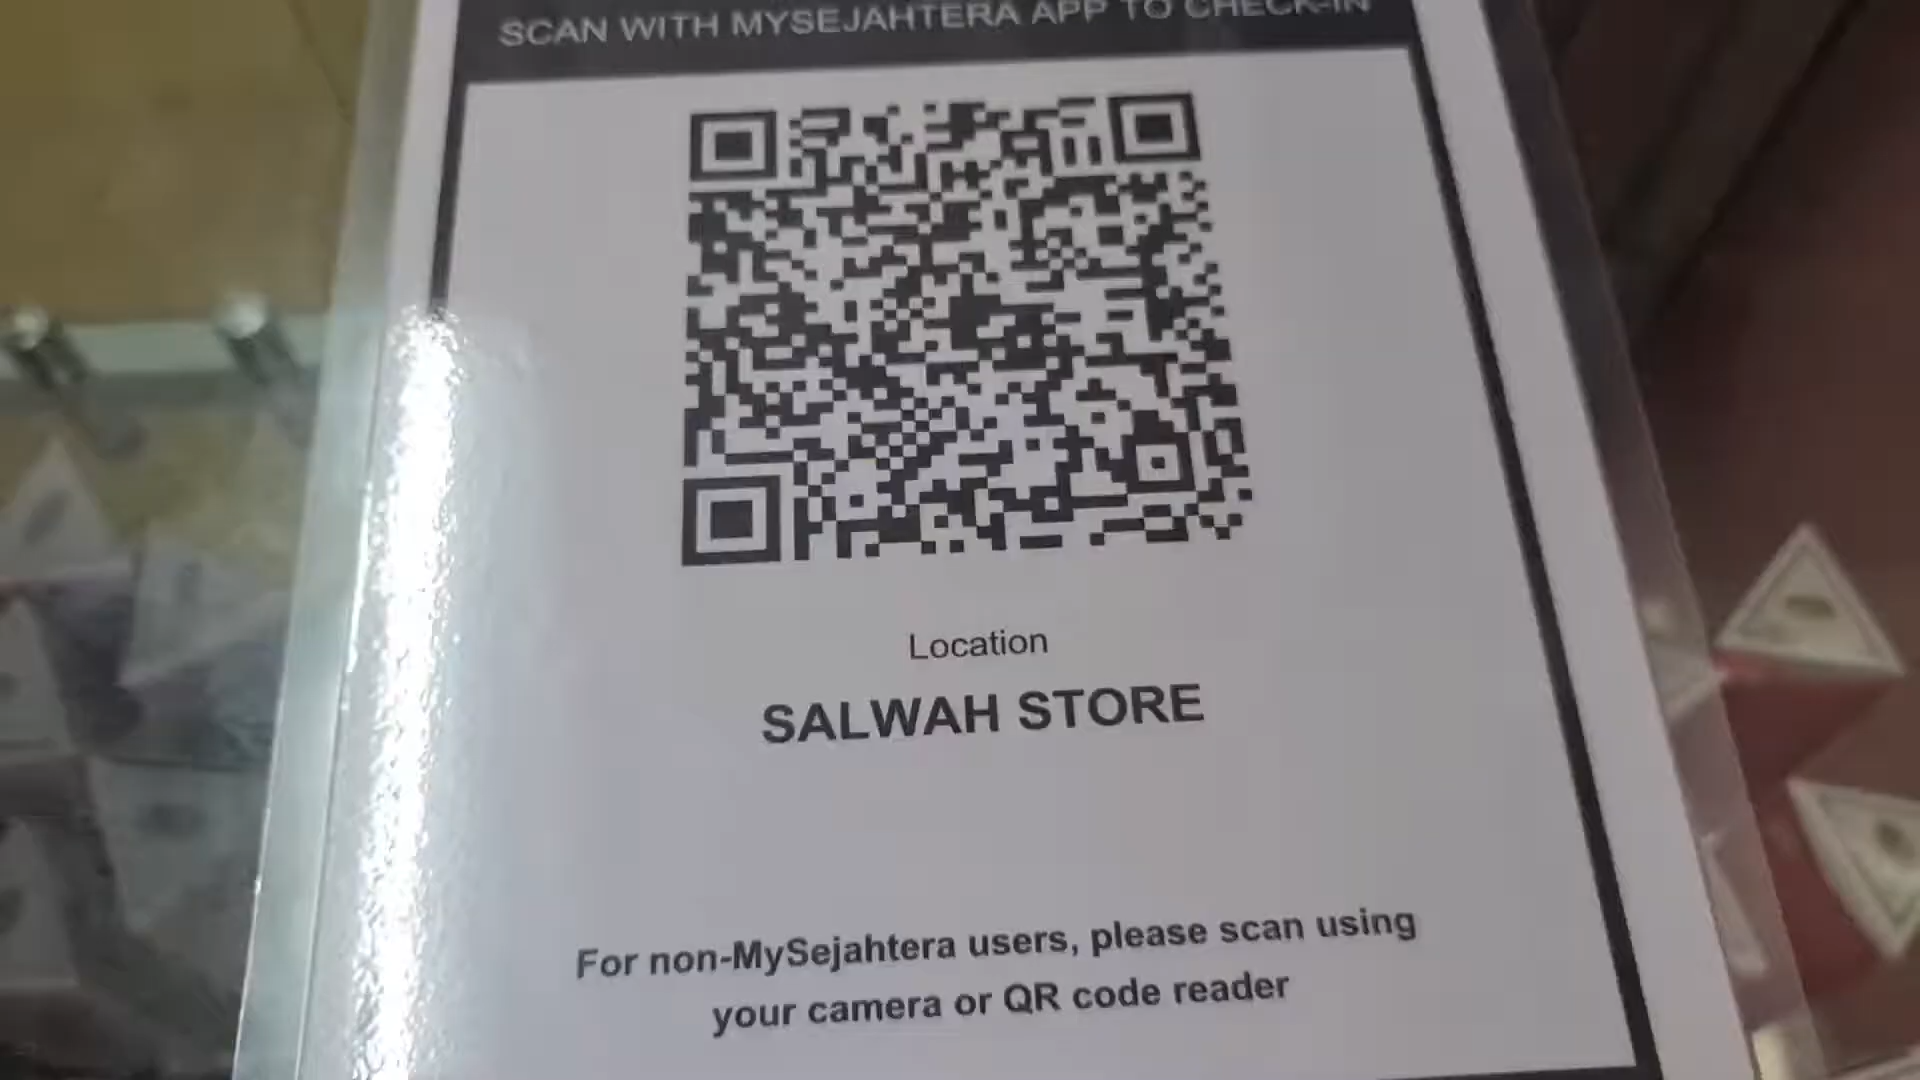 SCAN WITH MYSEJAHTERA APP TO CHECK-IN
Location
SALWAH STORE
For non-MySejahtera users, please scan using
your camera or QR code reader